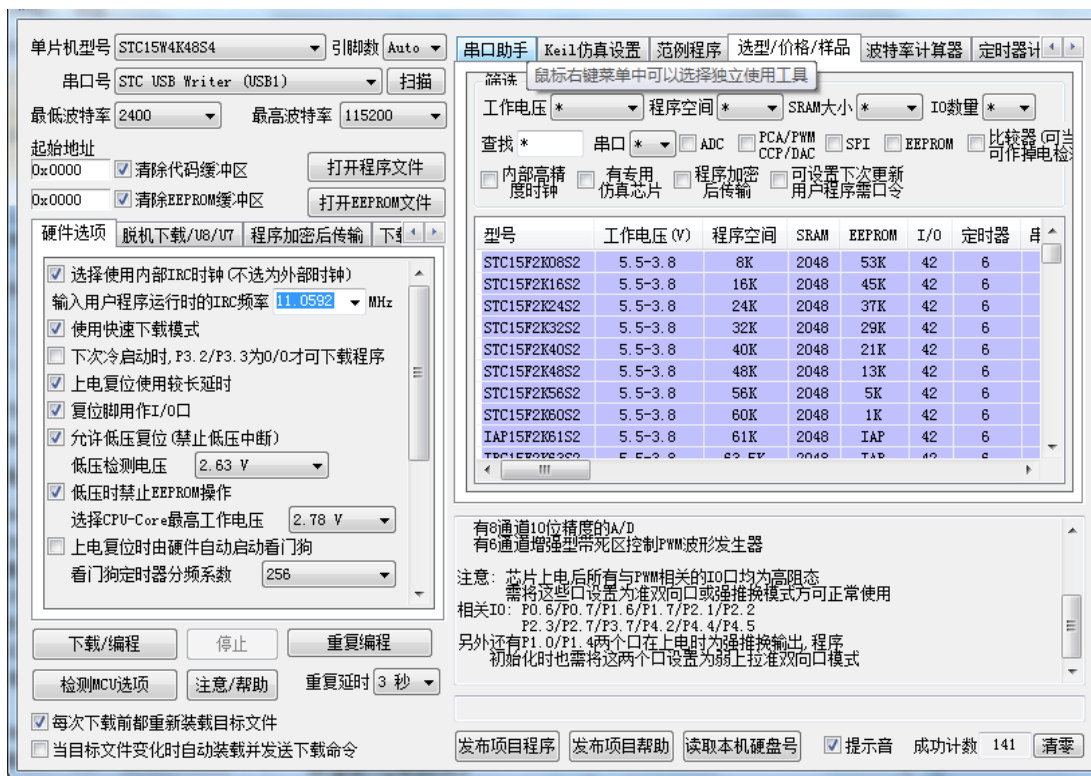 单片机型号 STC15W4K48S4 引脚数 Auto
串口号 STC USB Writer (USB1) 扫描
最低波特率 2400 最高波特率 115200
起始地址
0x0000 清除代码缓冲区 打开程序文件
0x0000 清除EEPROM缓冲区 打开EEPROM文件
硬件选项 脱机下载/U8/U7 程序加密后传输
选择使用内部IRC时钟(不选为外部时钟)
输入用户程序运行时的IRC频率 11.0592 MHz
使用快速下载模式
下次冷启动时,P3.2/P3.3为0/0才可下载程序
上电复位使用较长延时
复位脚用作I/O口
允许低压复位(禁止低压中断)
低压检测电压 2.63 V
低压时禁止EEPROM操作
选择CPU-Core最高工作电压 2.78 V
上电复位时由硬件自动启动看门狗
看门狗定时器分频系数 256
下载/编程 停止 重复编程
检测MCU选项 注意/帮助 重复延时 3 秒
每次下载前都重新装载目标文件
当目标文件变化时自动装载并发送下载命令
串口助手 Keil仿真设置 范例程序 选型/价格/样品 波特率计算器 定时器计
鼠标右键菜单中可以选择独立使用工具
筛选
工作电压 * 程序空间 * SRAM大小 * IO数量 *
查找 * 串口 * ADC PCA/PWM CCP/DAC SPI EEPROM 比较器(可当可作掉电检
内部高精度时钟 有专用仿真芯片 程序加密后传输 可设置下次更新用户程序需口令
型号 工作电压(V) 程序空间 SRAM EEPROM I/O 定时器 串
STC15F2K08S2 5.5-3.8 8K 2048 53K 42 6
STC15F2K16S2 5.5-3.8 16K 2048 45K 42 6
STC15F2K24S2 5.5-3.8 24K 2048 37K 42 6
STC15F2K32S2 5.5-3.8 32K 2048 29K 42 6
STC15F2K40S2 5.5-3.8 40K 2048 21K 42 6
STC15F2K48S2 5.5-3.8 48K 2048 13K 42 6
STC15F2K56S2 5.5-3.8 56K 2048 5K 42 6
STC15F2K60S2 5.5-3.8 60K 2048 1K 42 6
IAP15F2K61S2 5.5-3.8 61K 2048 IAP 42 6
有8通道10位精度的A/D
有6通道增强型带死区控制PWM波形发生器
注意: 芯片上电后所有与PWM相关的IO口均为高阻态
需将这些口设置为准双向口或强推挽模式方可正常使用
相关IO: P0.6/P0.7/P1.6/P1.7/P2.1/P2.2
P2.3/P2.7/P3.7/P4.2/P4.4/P4.5
另外还有P1.0/P1.4两个口在上电时为强推挽输出,程序
初始化时也需将这两个口设置为弱上拉准双向口模式
发布项目程序 发布项目帮助 读取本机硬盘号 提示音 成功计数 141 清零